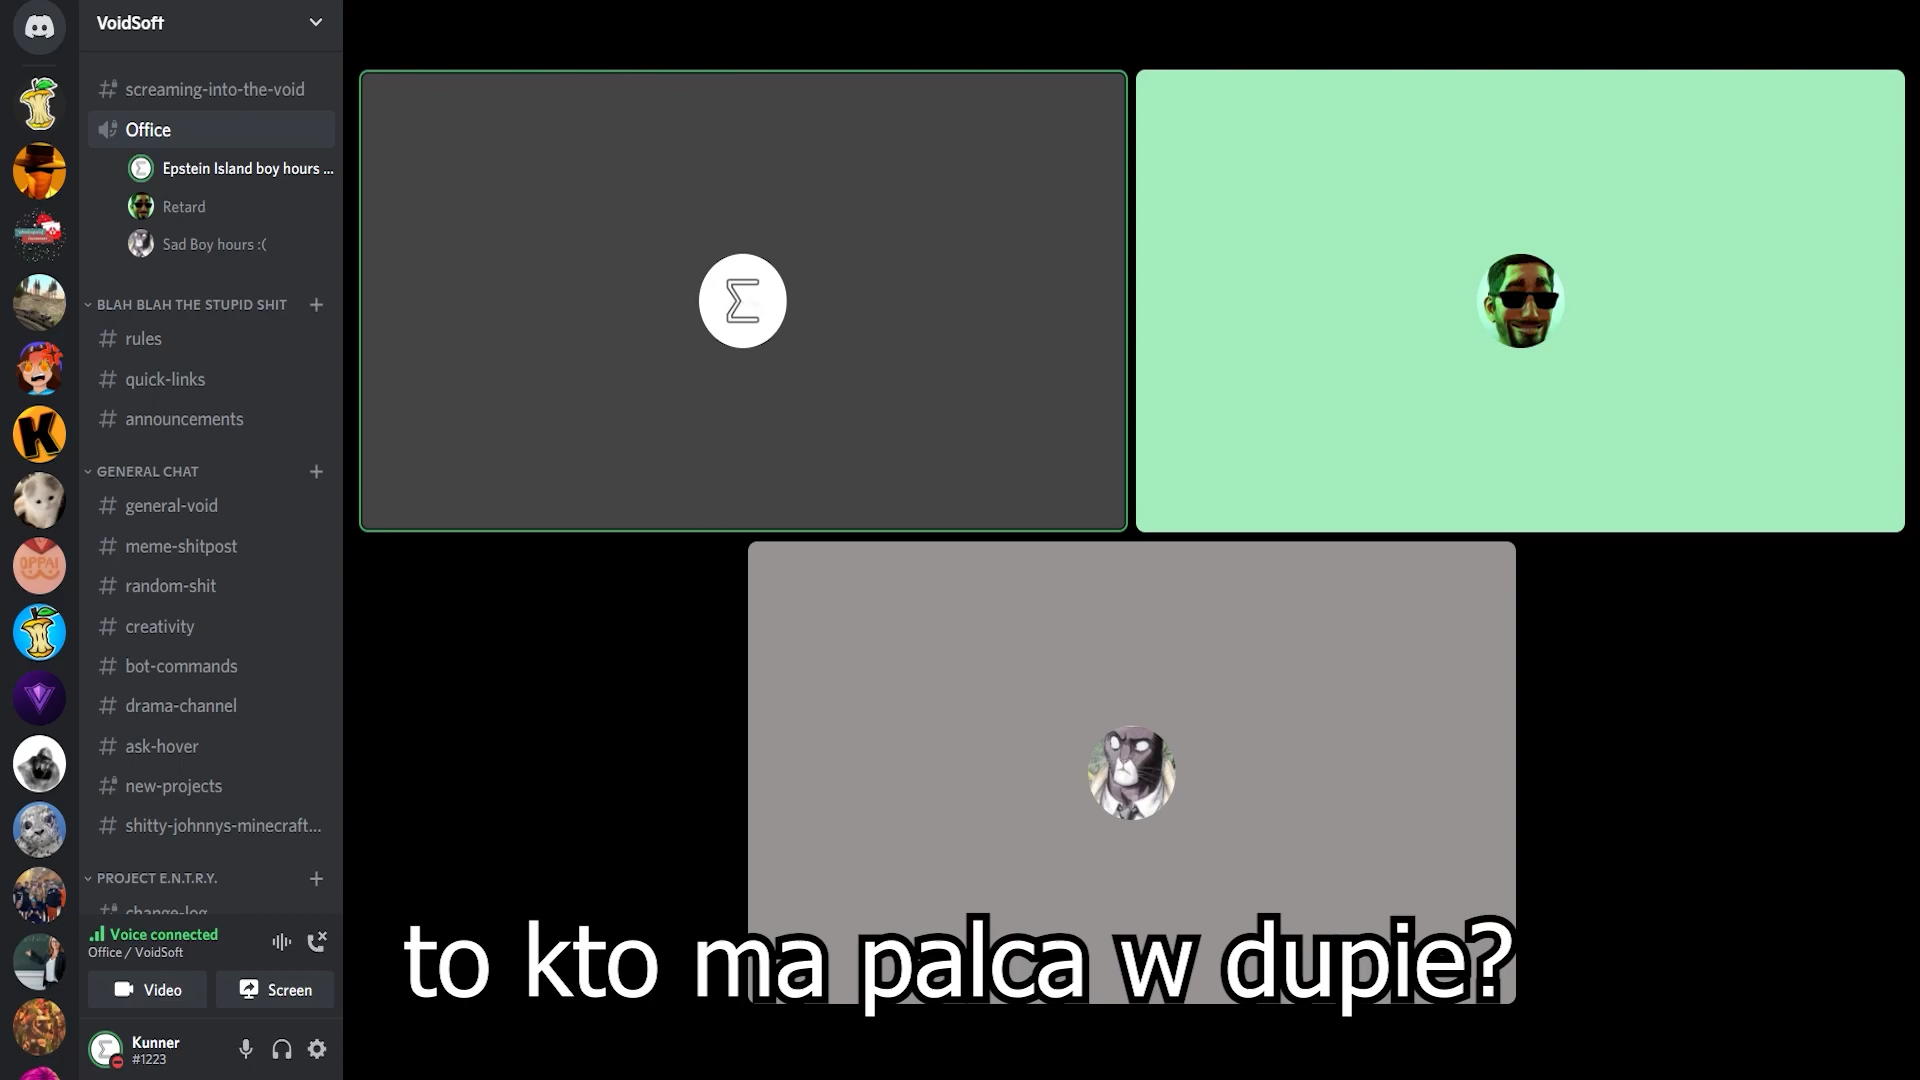 VoidSoft
screaming-into-the-void
Office
Epstein Island boy hours ...
Retard
Sad Boy hours :(
BLAH BLAH THE STUPID SHIT
rules
quick-links
announcements
GENERAL CHAT
general-void
meme-shitpost
random-shit
creativity
bot-commands
drama-channel
ask-hover
new-projects
shitty-johnnys-minecraft...
PROJECT E.N.T.R.Y.
change-log
Voice connected
Office / VoidSoft
Video
Screen
Kunner
#1223
OPPAI
K
Σ
to kto ma palca w dupie?